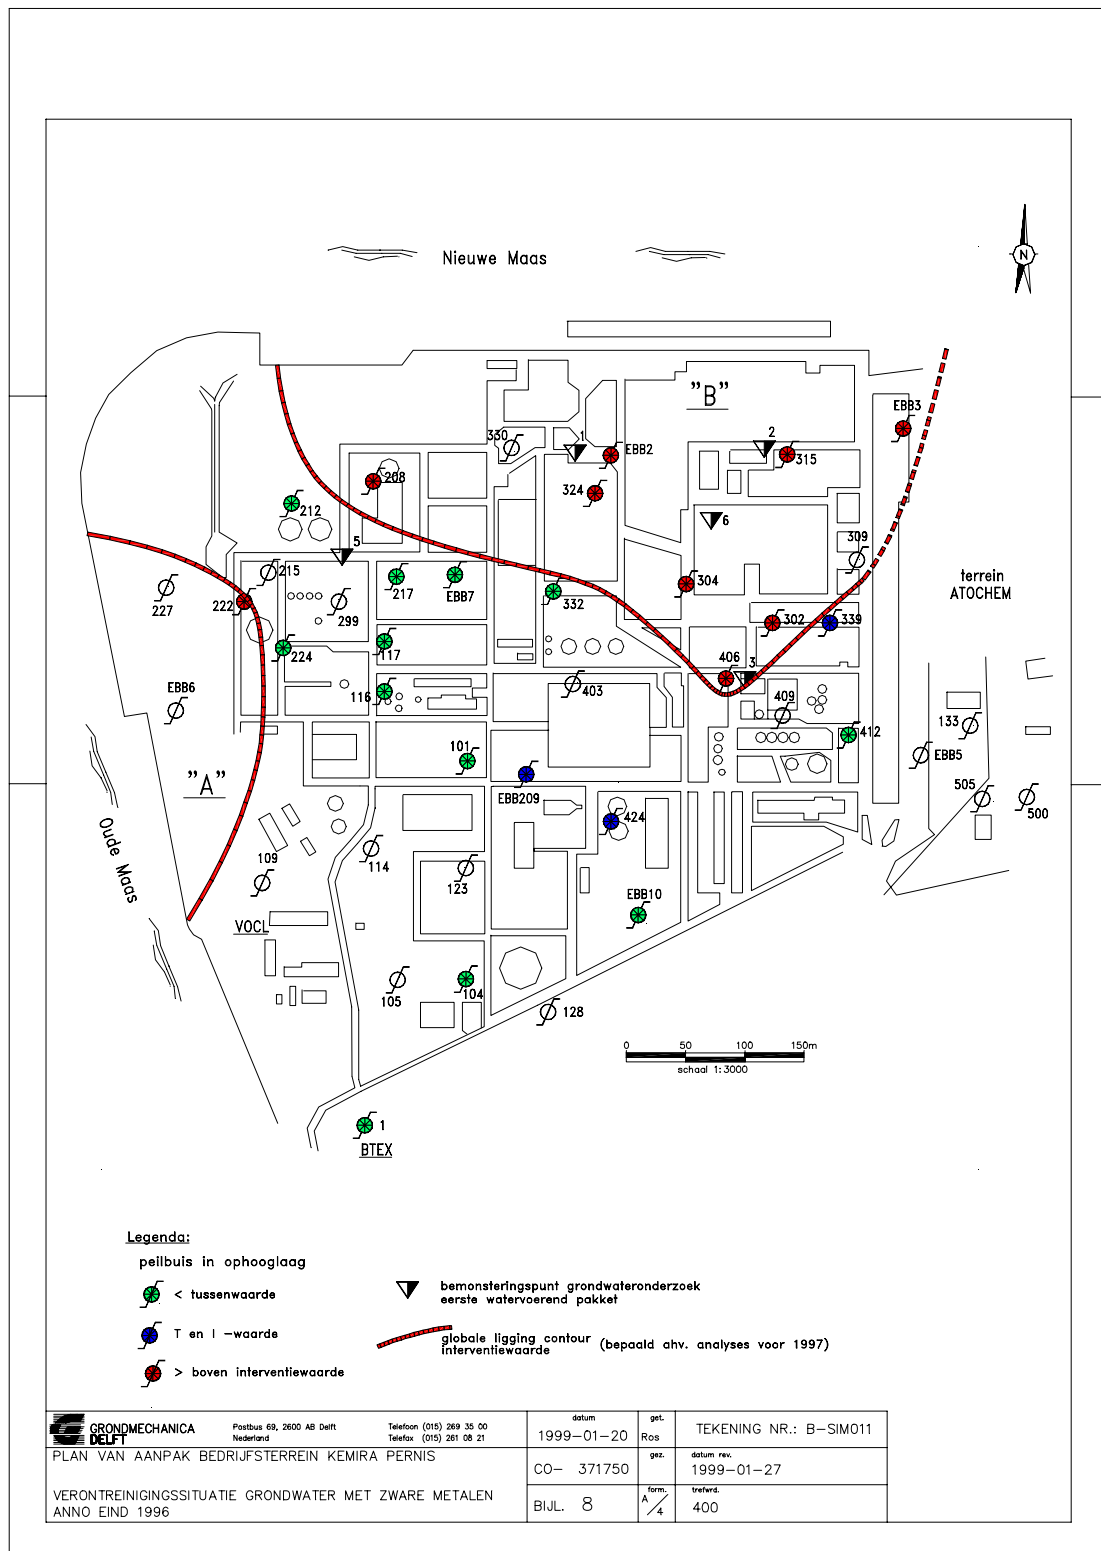 Nieuwe Maas
N
"B"
EBB3
330
1
EBB2
2
315
208
324
212
6
5
309
215
terrein
ATOCHEM
217
EBB7
332
304
227
222
299
302
339
117
224
406
3
EBB6
116
403
409
133
412
101
EBB5
"A"
EBB209
505
500
Oude Maas
424
109
114
123
EBB10
VOCL
105
104
128
0 50 100 150m
schaal 1:3000
1
BTEX
Legenda:
peilbuis in ophooglaag
< tussenwaarde
T en I -waarde
> boven interventiewaarde
bemonsteringspunt grondwateronderzoek
eerste watervoerend pakket
globale ligging contour
interventiewaarde
(bepaald ahv. analyses voor 1997)
GRONDMECHANICA
DELFT
Postbus 69, 2600 AB Delft
Nederland
Telefoon (015) 269 35 00
Telefax (015) 261 08 21
datum
1999-01-20
get.
Ros
TEKENING NR.: B-SIM011
PLAN VAN AANPAK BEDRIJFSTERREIN KEMIRA PERNIS
CO- 371750
gez.
datum rev.
1999-01-27
VERONTREINIGINGSSITUATIE GRONDWATER MET ZWARE METALEN
ANNO EIND 1996
BIJL. 8
form.
A/4
trefwrd.
400